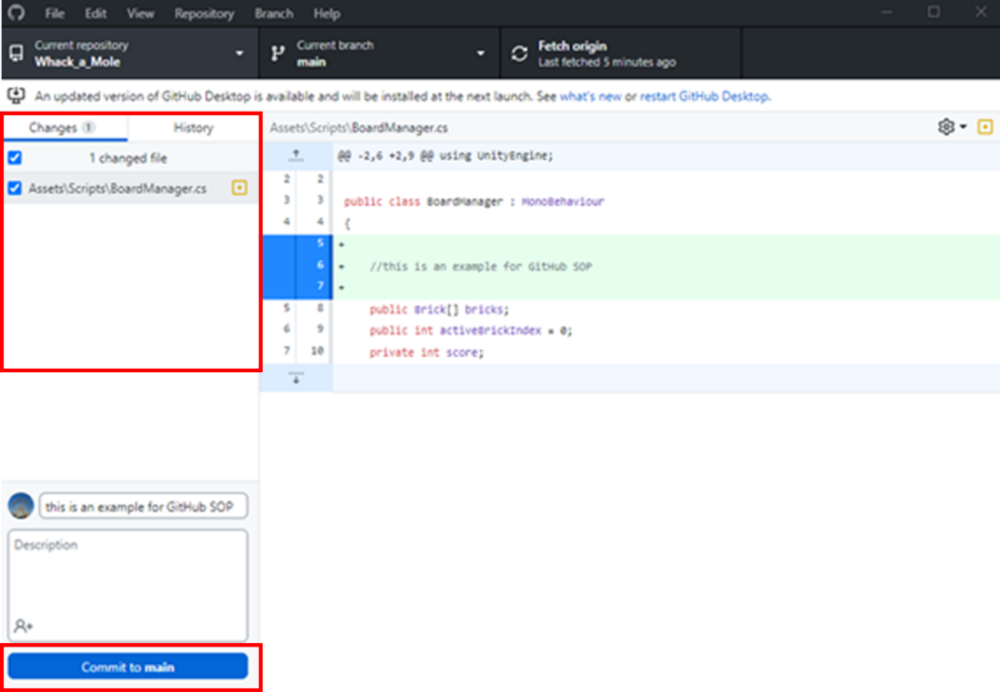 File Edit View Repository Branch Help
Current repository
Whack_a_Mole
Current branch
main
Fetch origin
Last fetched 5 minutes ago
An updated version of GitHub Desktop is available and will be installed at the next launch. See what's new or restart GitHub Desktop.
Changes 1 History
1 changed file
Assets\Scripts\BoardManager.cs
Assets\Scripts\BoardManager.cs
@@ -2,6 +2,9 @@ using UnityEngine;
2 2
3 3 public class BoardManager : MonoBehaviour
4 4 {
5 +
6 + //this is an example for GitHub SOP
7 +
5 8 public Brick[] bricks;
6 9 public int activeBrickIndex = 0;
7 10 private int score;
this is an example for GitHub SOP
Description
Commit to main